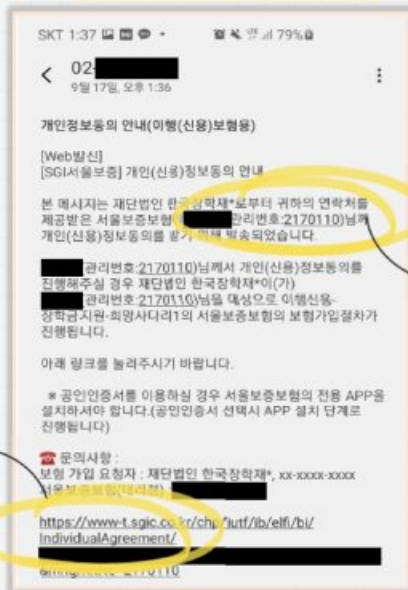 SKT 1:37
79%
02-
9월 17일, 오후 1:36
개인정보동의 안내(이행(신용)보험용)
[Web발신]
[SGI서울보증] 개인(신용)정보동의 안내
본 메시지는 재단법인 한국장학재*로부터 귀하의 연락처를
제공받은 서울보증보험 관리번호:2170110)님께
개인(신용)정보동의를 받기 위해 발송되었습니다.
(관리번호:2170110)님께서 개인(신용)정보동의를
진행해주실 경우 재단법인 한국장학재*이(가)
(관리번호:2170110)님을 대상으로 이행신용-
장학금지원-희망사다리1의 서울보증보험의 보험가입절차가
진행됩니다.
아래 링크를 눌러주시기 바랍니다.
※ 공인인증서를 이용하실 경우 서울보증보험의 전용 APP을
설치하셔야 합니다.(공인인증서 선택시 APP 설치 단계로
진행됩니다)
☎ 문의사항 :
보험 가입 요청자 : 재단법인 한국장학재*, xx-xxxx-xxxx
서울보증보험(대리점)
https://www-t.sgic.co.kr/chp/iutf/ib/elfi/bi/
IndividualAgreement/
2170110